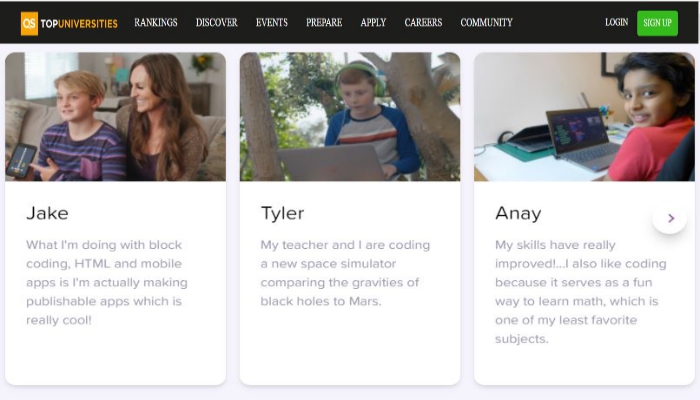 QS TOPUNIVERSITIES RANKINGS DISCOVER EVENTS PREPARE APPLY CAREERS COMMUNITY LOGIN SIGN UP
Jake
What I'm doing with block
coding, HTML and mobile
apps is I'm actually making
publishable apps which is
really cool!
Tyler
My teacher and I are coding
a new space simulator
comparing the gravities of
black holes to Mars.
Anay
My skills have really
improved!...I also like coding
because it serves as a fun
way to learn math, which is
one of my least favorite
subjects.